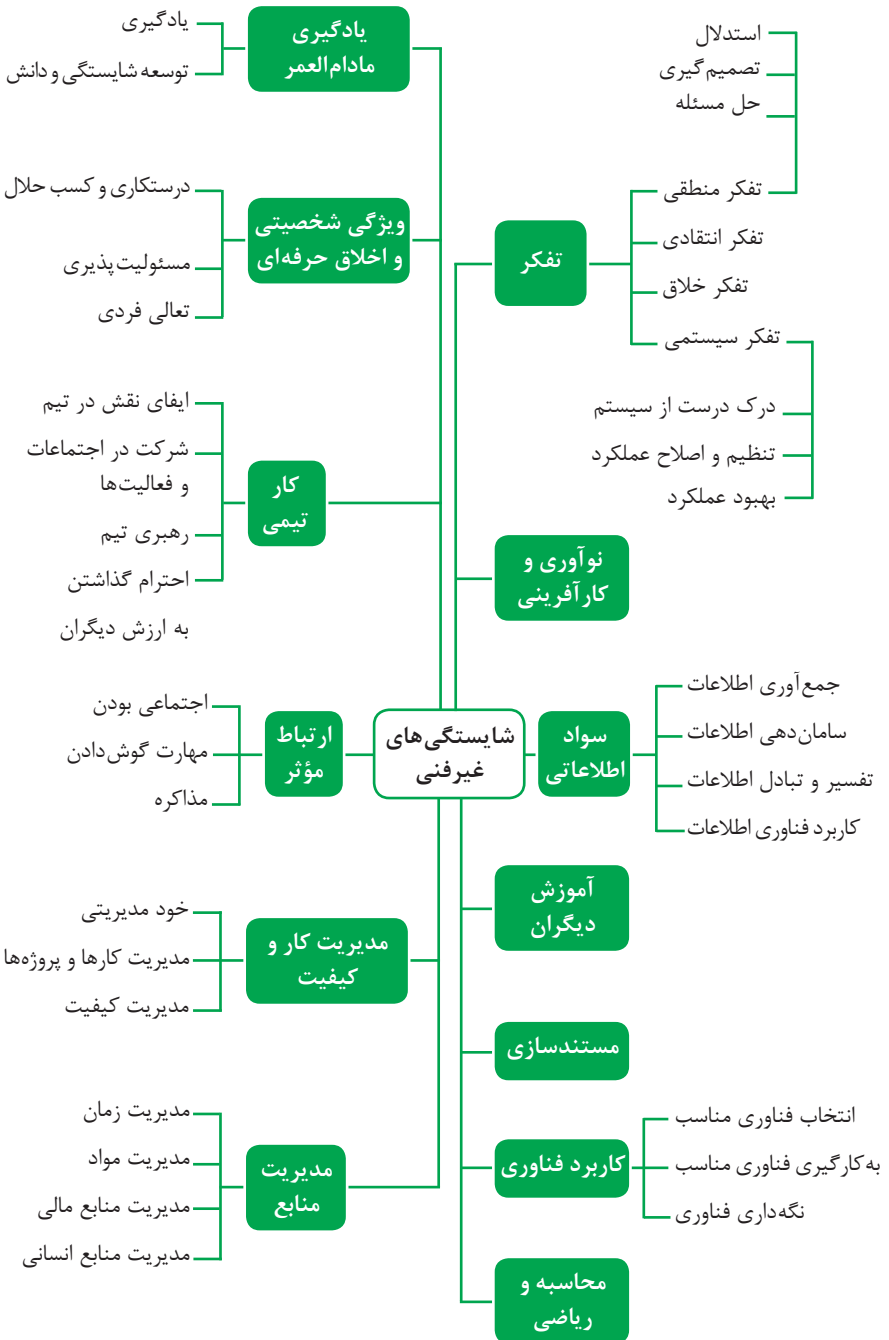 شایستگی‌های
غیرفنی
تفکر
تفکر منطقی
استدلال
تصمیم‌گیری
حل مسئله
تفکر انتقادی
تفکر خلاق
تفکر سیستمی
درک درست از سیستم
تنظیم و اصلاح عملکرد
بهبود عملکرد
نوآوری و
کارآفرینی
سواد
اطلاعاتی
جمع‌آوری اطلاعات
سامان‌دهی اطلاعات
تفسیر و تبادل اطلاعات
کاربرد فناوری اطلاعات
آموزش
دیگران
مستندسازی
کاربرد فناوری
انتخاب فناوری مناسب
به‌کارگیری فناوری مناسب
نگه‌داری فناوری
محاسبه و
ریاضی
یادگیری
مادام‌العمر
یادگیری
توسعه شایستگی و دانش
ویژگی شخصیتی
و اخلاق حرفه‌ای
درستکاری و کسب حلال
مسئولیت‌پذیری
تعالی فردی
کار
تیمی
ایفای نقش در تیم
شرکت در اجتماعات
و فعالیت‌ها
رهبری تیم
احترام گذاشتن
به ارزش دیگران
ارتباط
مؤثر
اجتماعی بودن
مهارت گوش‌دادن
مذاکره
مدیریت کار و
کیفیت
خود مدیریتی
مدیریت کارها و پروژه‌ها
مدیریت کیفیت
مدیریت
منابع
مدیریت زمان
مدیریت مواد
مدیریت منابع مالی
مدیریت منابع انسانی